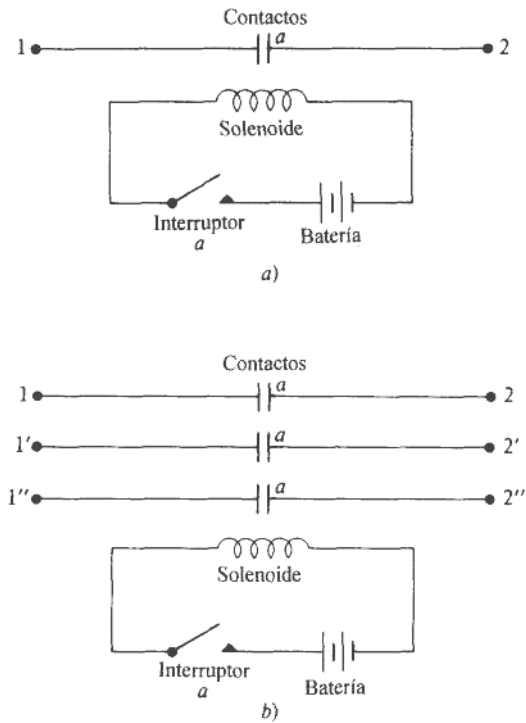 Contactos
1 a 2
Solenoide
Interruptor
a
Batería
a)
Contactos
1 a 2
1' a 2'
1'' a 2''
Solenoide
Interruptor
a
Batería
b)